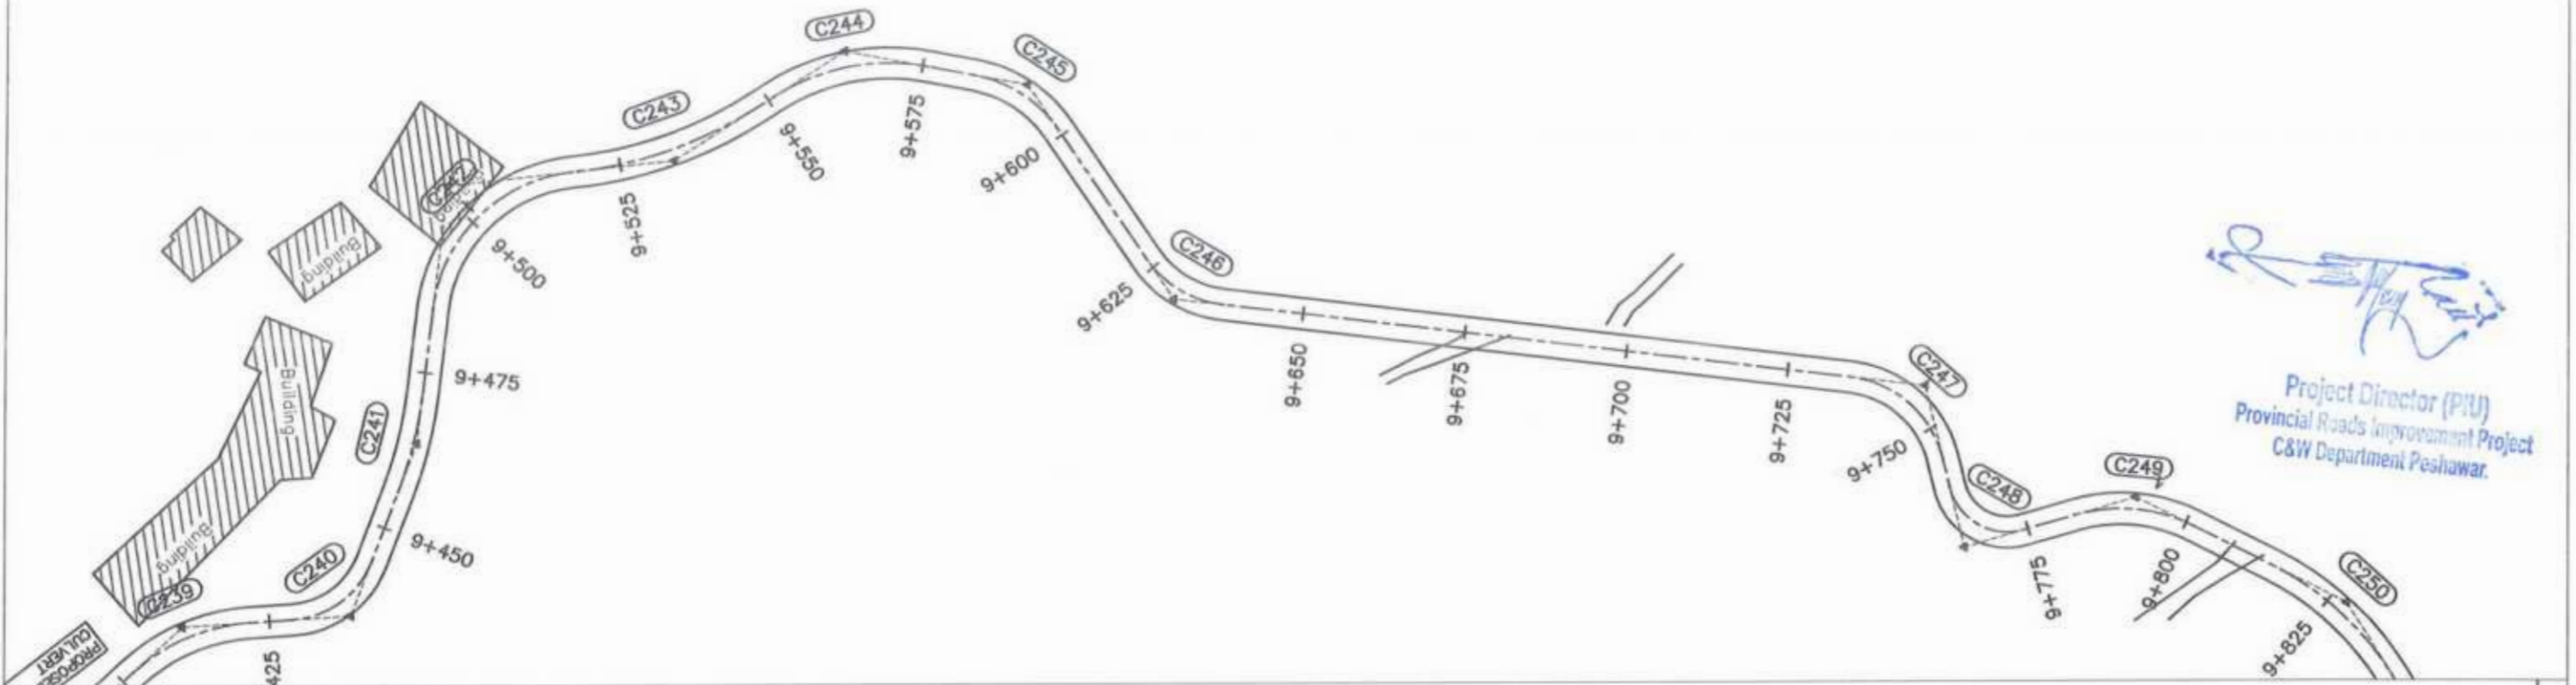 C244
C245
C243
9+575
9+550
9+600
C242
Building
9+525
9+500
Building
C246
9+625
9+475
Building
C241
9+650
9+675
9+700
9+725
C247
9+750
Project Director (PIU)
Provincial Roads Improvement Project
C&W Department Peshawar.
C248
C249
9+450
Building
C240
C239
9+775
9+800
C250
9+825
PROPOSE
CULVERT
425